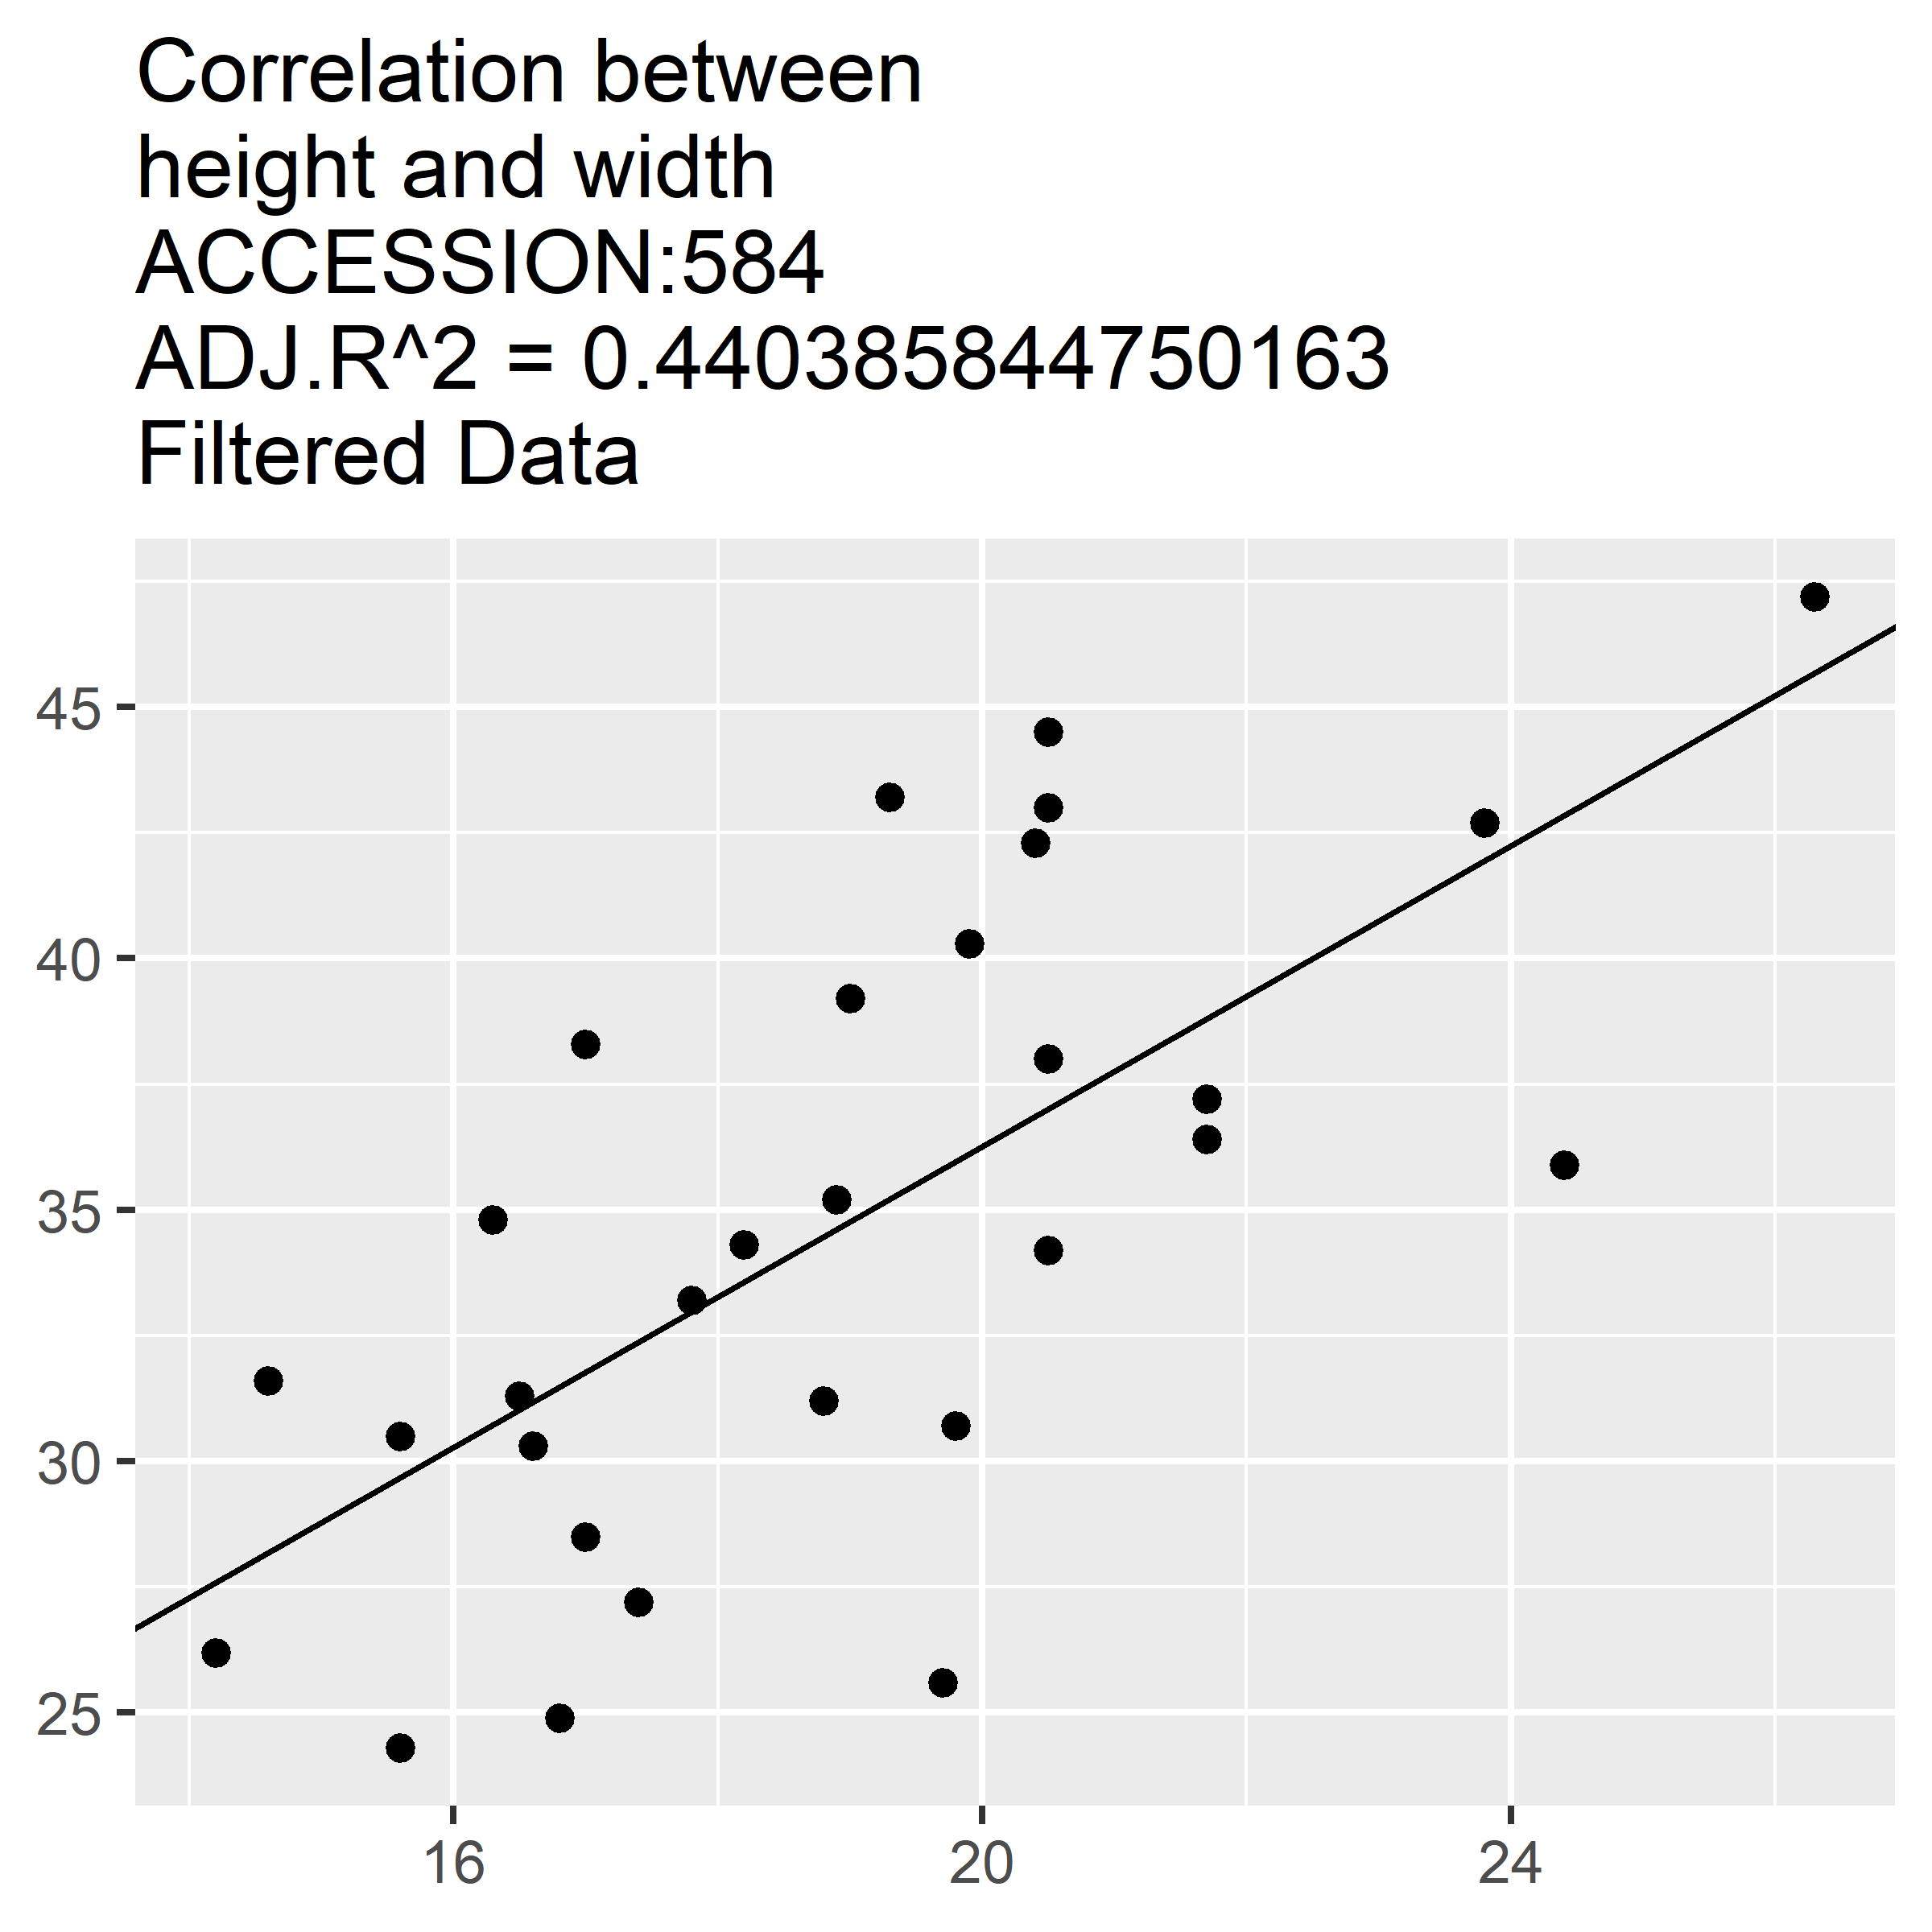 Correlation between
height and width
ACCESSION:584
ADJ.R^2 = 0.440385844750163
Filtered Data
45
40
35
30
25
16 20 24